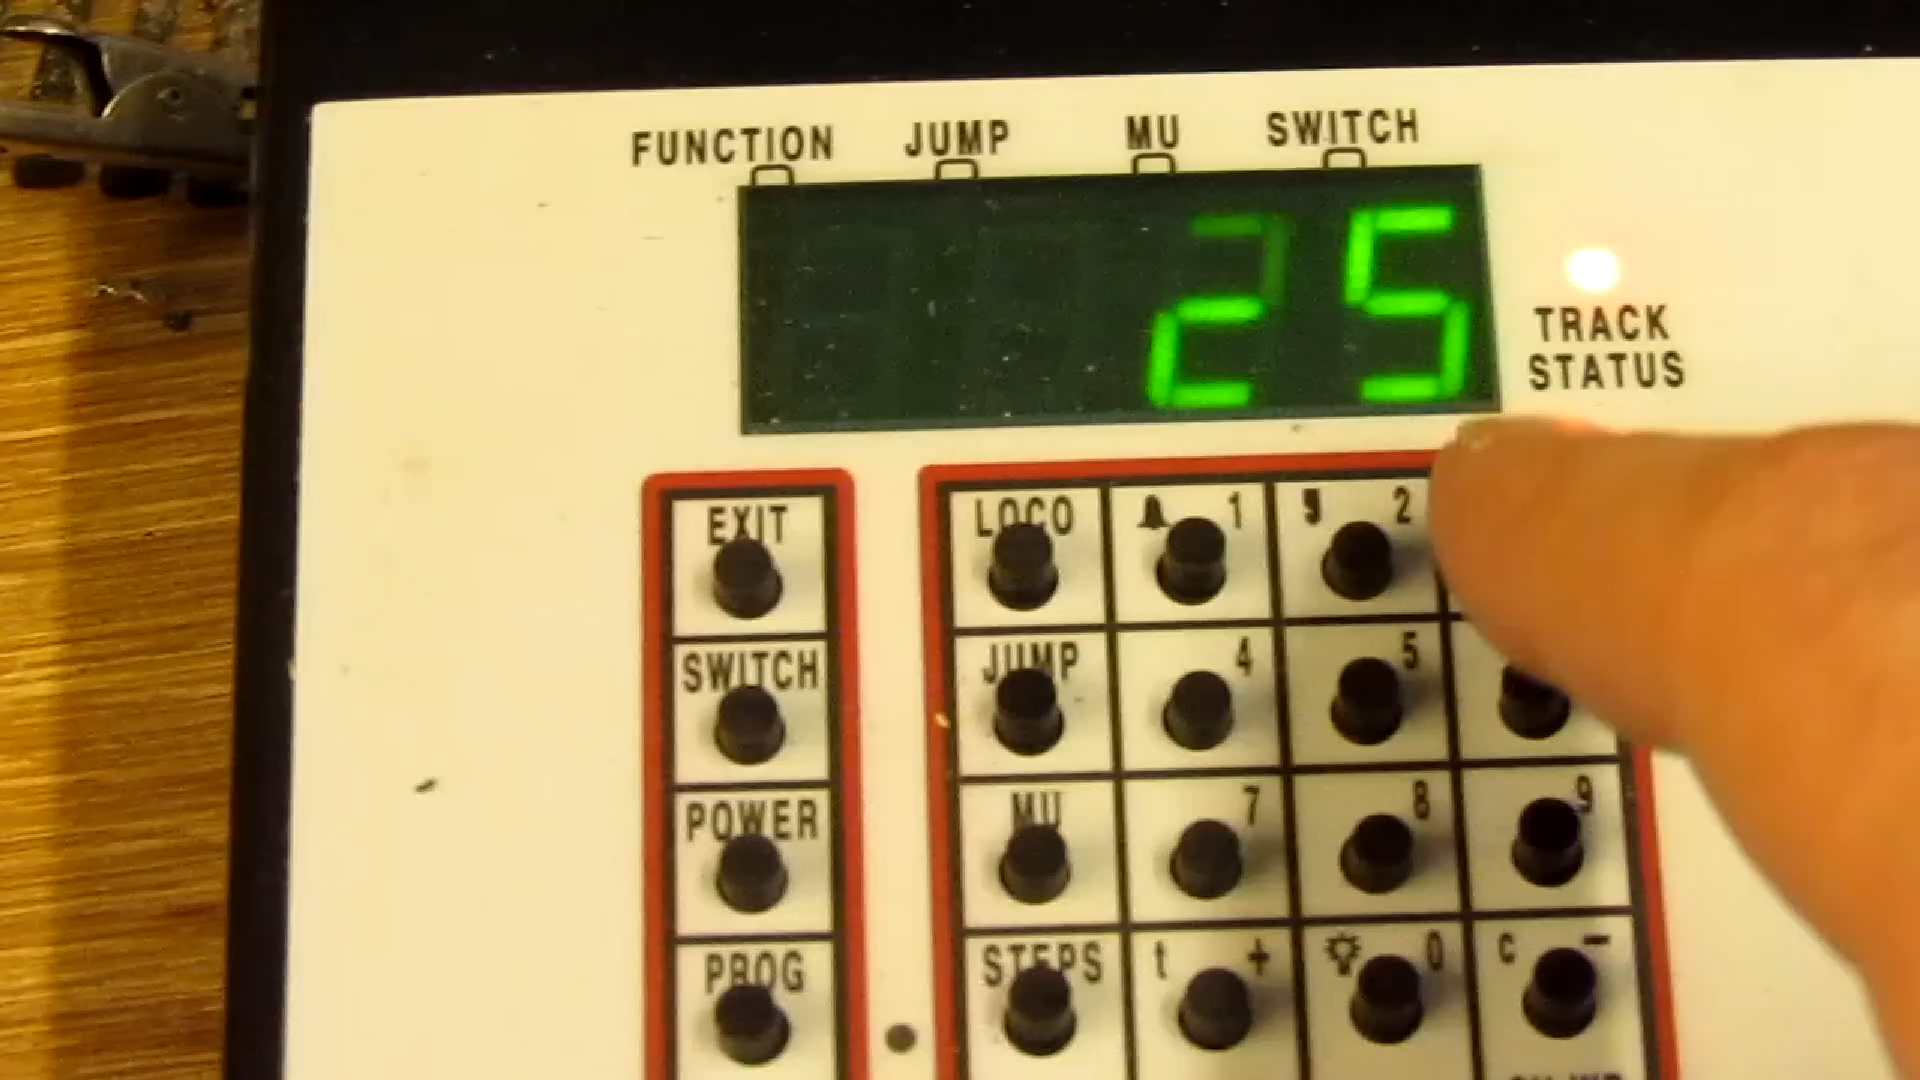 FUNCTION JUMP MU SWITCH
25
TRACK
STATUS
EXIT
SWITCH
POWER
PROG
LOCO 1 2
JUMP 4 5
MU 7 8 9
STEPS t + 0 c -